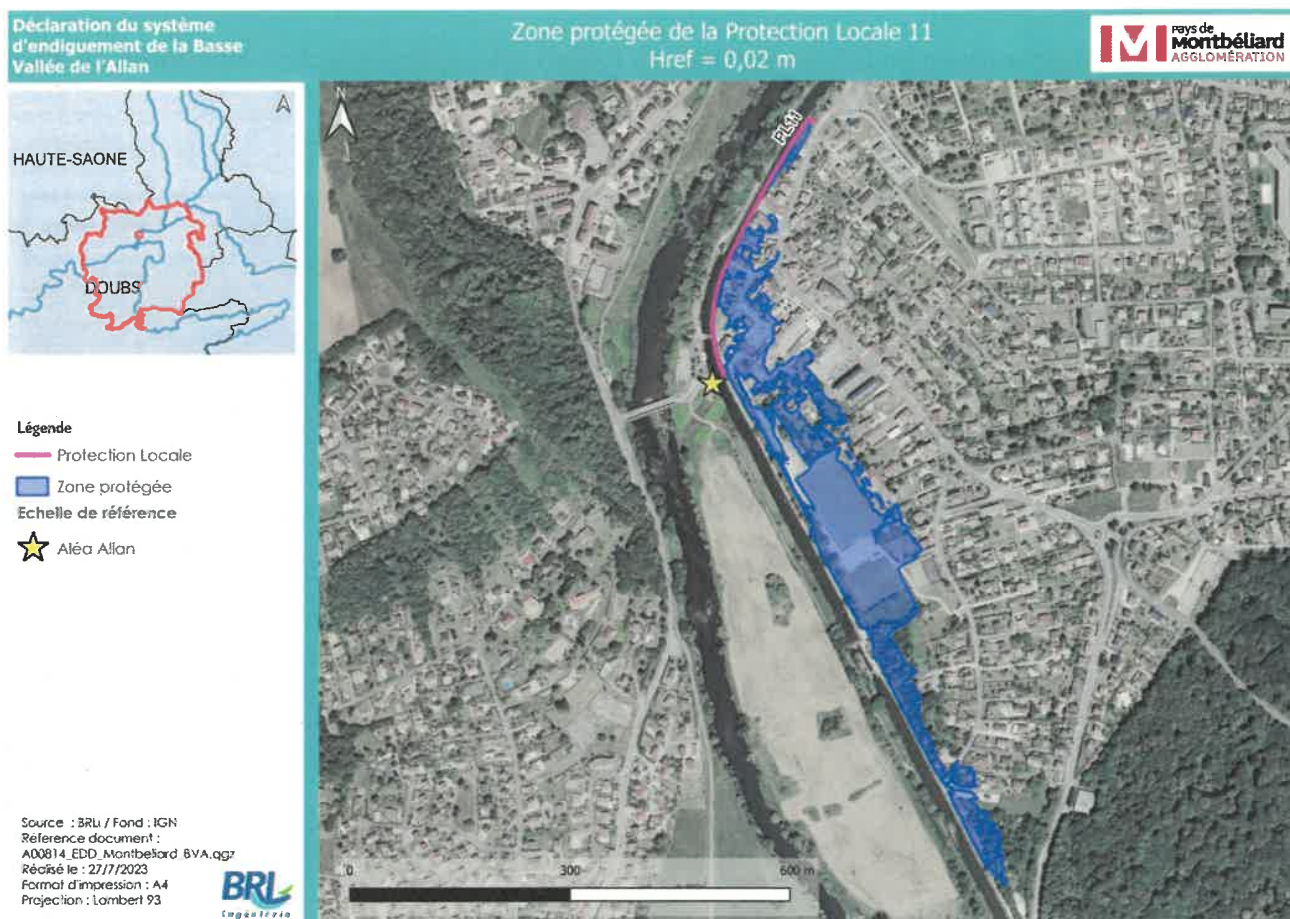 Déclaration du système
d'endiguement de la Basse
Vallée de l'Allan
Zone protégée de la Protection Locale 11
Href = 0,02 m
pays de
Montbéliard
AGGLOMÉRATION
HAUTE-SAONE
DOUBS
N
PL11
Légende
Protection Locale
Zone protégée
Echelle de référence
Aléa Allan
Source : BRLi / Fond : IGN
Réference document :
A00814_EDD_Montbeliard_BVA.qgz
Réalisé le : 27/7/2023
Format d'impression : A4
Projection : Lambert 93
BRL
Ingénierie
0
300
600 m